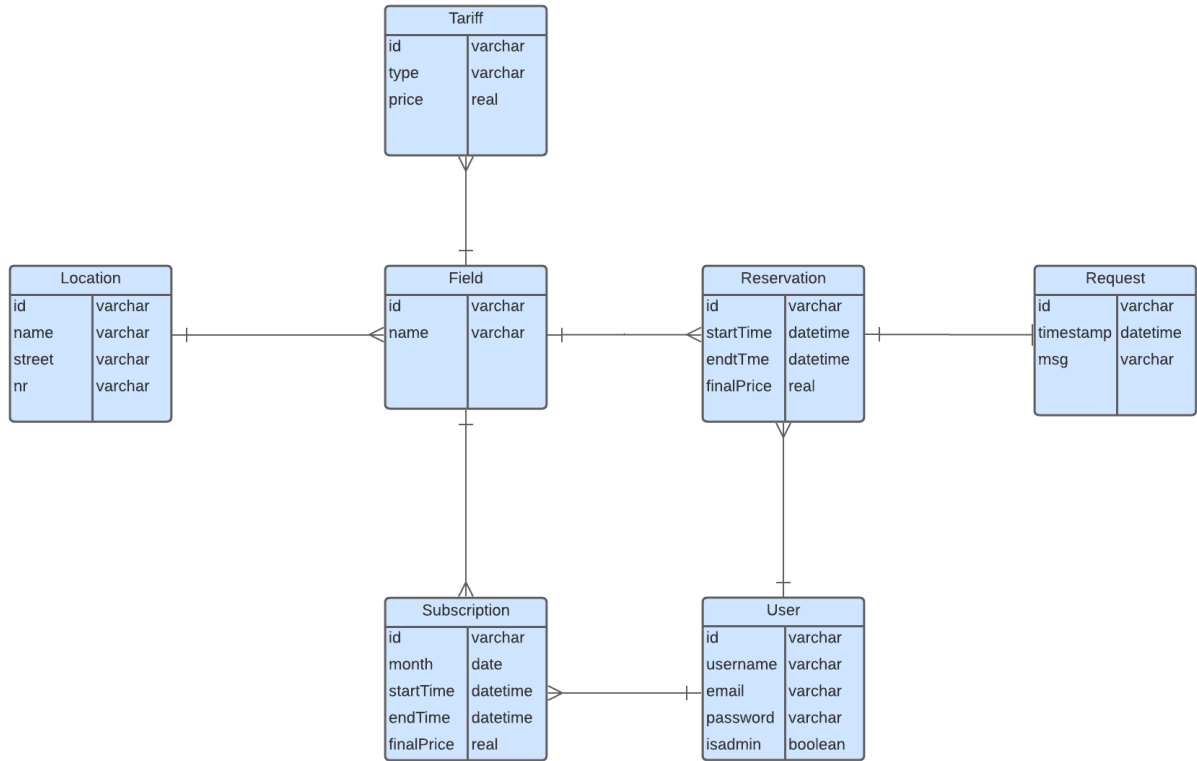 Tariff
id varchar
type varchar
price real
Location
id varchar
name varchar
street varchar
nr varchar
Field
id varchar
name varchar
Reservation
id varchar
startTime datetime
endtTme datetime
finalPrice real
Request
id varchar
timestamp datetime
msg varchar
Subscription
id varchar
month date
startTime datetime
endTime datetime
finalPrice real
User
id varchar
username varchar
email varchar
password varchar
isadmin boolean